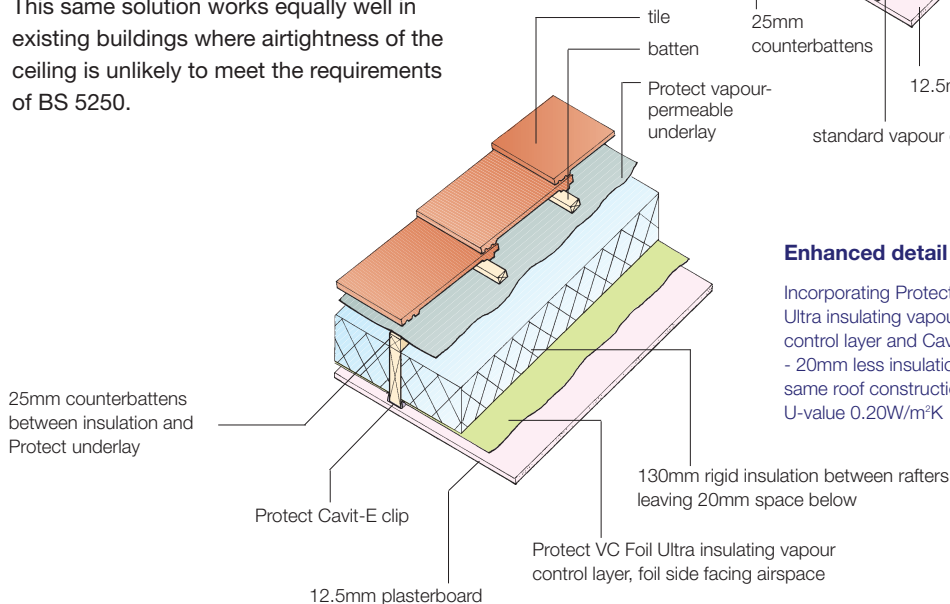 This same solution works equally well in
existing buildings where airtightness of the
ceiling is unlikely to meet the requirements
of BS 5250.
tile
batten
Protect vapour-
permeable
underlay
25mm
counterbattens
standard vapour
Enhanced detail
Incorporating Protect
Ultra insulating vapour
control layer and
- 20mm less insulation
same roof construction
U-value 0.20W/m²K
25mm counterbattens
between insulation and
Protect underlay
Protect Cavit-E clip
12.5mm plasterboard
130mm rigid insulation between rafters
leaving 20mm space below
Protect VC Foil Ultra insulating vapour
control layer, foil side facing airspace